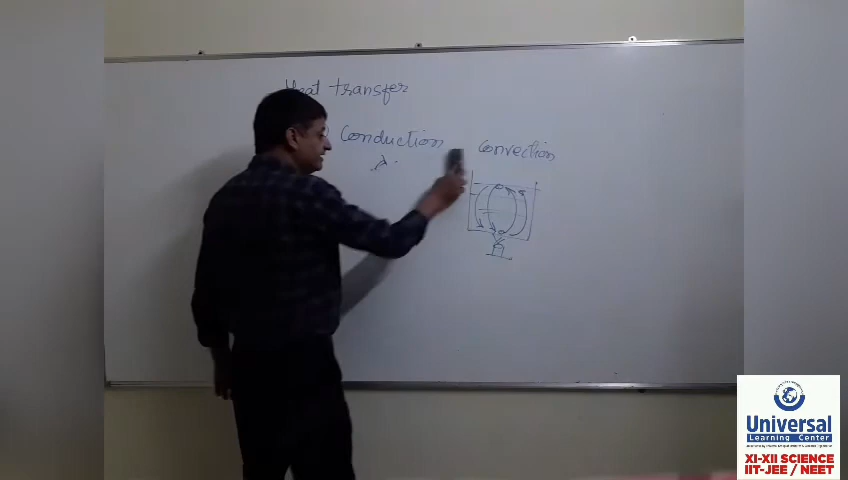 Heat transfer
Conduction
Convection
Universal
Learning Center
XI-XII SCIENCE
IIT-JEE / NEET